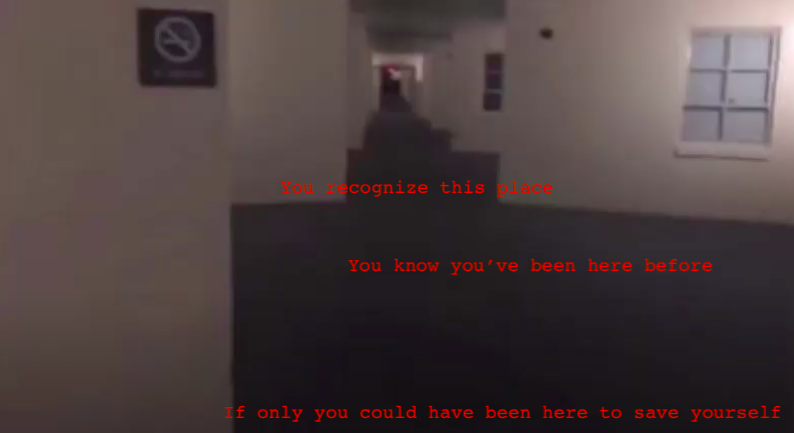 You recognize this place
You know you’ve been here before
If only you could have been here to save yourself